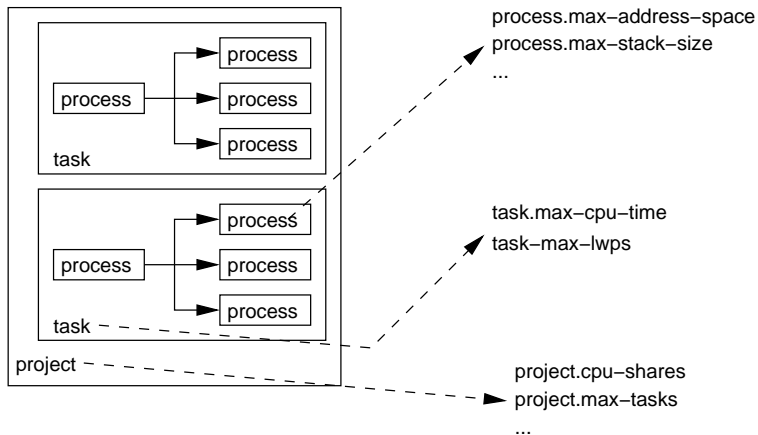 process.max−address−space
process.max−stack−size
...
process
process
process
process
task
process
process
process
process
task
project
task.max−cpu−time
task−max−lwps
project.cpu−shares
project.max−tasks
...